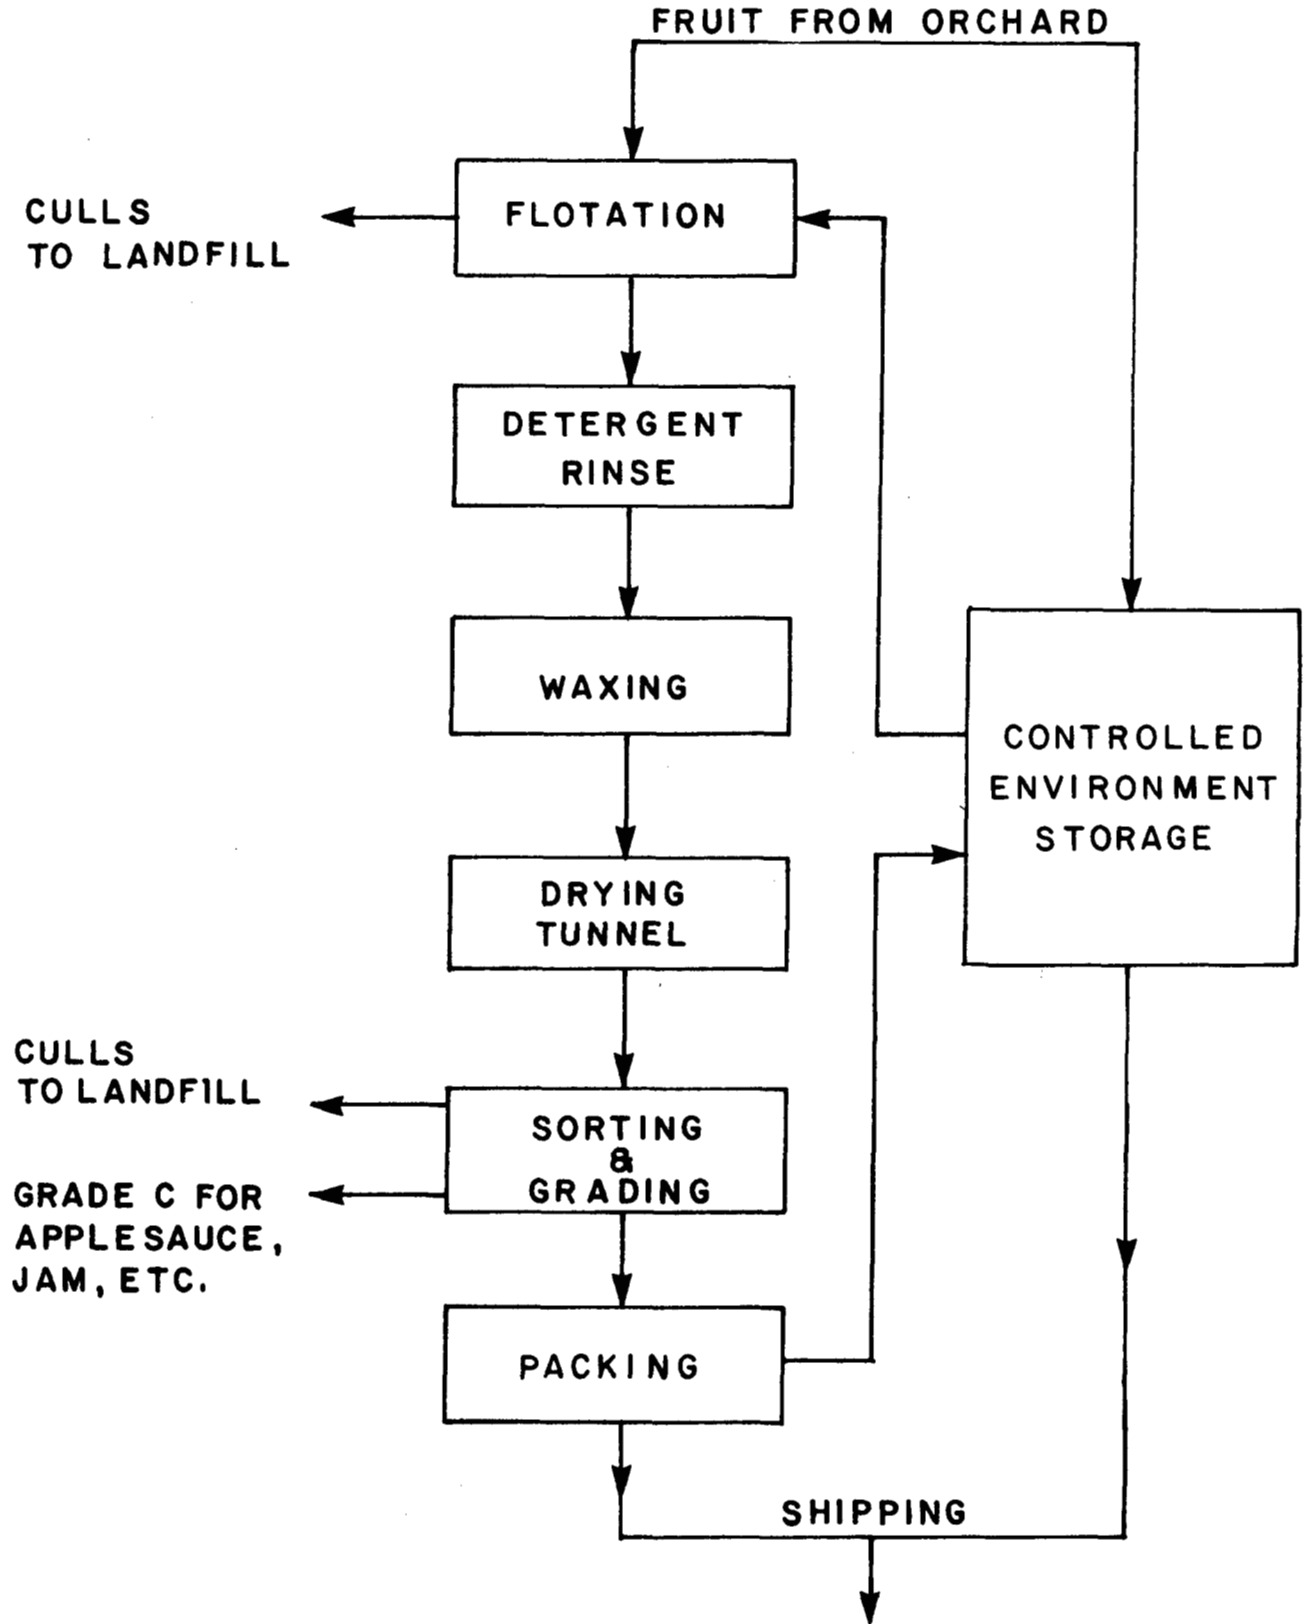 FRUIT FROM ORCHARD
CULLS
TO LANDFILL
FLOTATION
DETERGENT
RINSE
WAXING
CONTROLLED
ENVIRONMENT
STORAGE
DRYING
TUNNEL
CULLS
TO LANDFILL
SORTING
&
GRADING
GRADE C FOR
APPLESAUCE,
JAM, ETC.
PACKING
SHIPPING